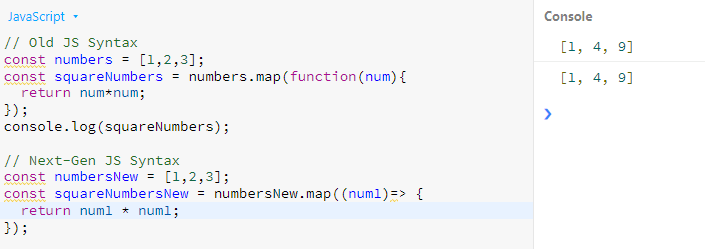 JavaScript
// Old JS Syntax
const numbers = [1,2,3];
const squareNumbers = numbers.map(function(num){
  return num*num;
});
console.log(squareNumbers);
// Next-Gen JS Syntax
const numbersNew = [1,2,3];
const squareNumbersNew = numbersNew.map((num1)=> {
  return num1 * num1;
});
Console
[1, 4, 9]
[1, 4, 9]